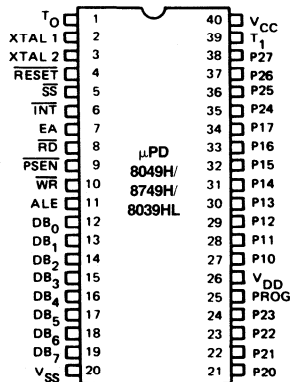 T0 1 40 VCC
XTAL 1 2 39 T1
XTAL 2 3 38 P27
RESET 4 37 P26
SS 5 36 P25
INT 6 35 P24
EA 7 34 P17
RD 8 33 P16
PSEN 9 32 P15
WR 10 31 P14
ALE 11 30 P13
DB0 12 29 P12
DB1 13 28 P11
DB2 14 27 P10
DB3 15 26 VDD
DB4 16 25 PROG
DB5 17 24 P23
DB6 18 23 P22
DB7 19 22 P21
VSS 20 21 P20
μPD
8049H/
8749H/
8039HL